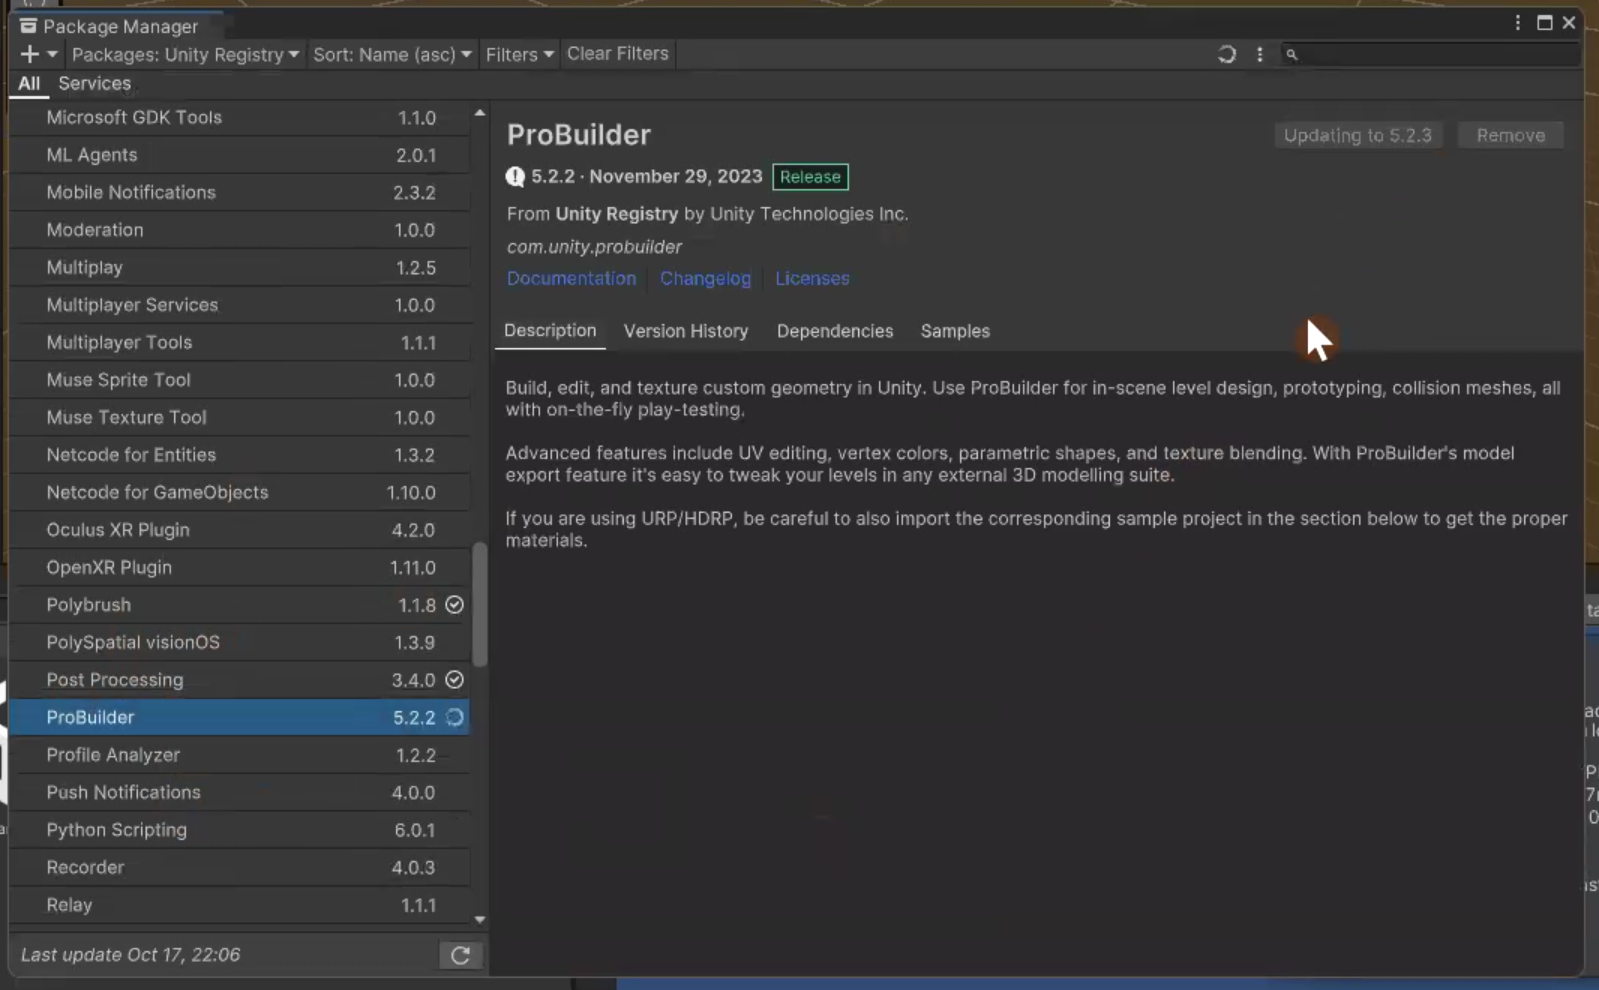 Package Manager
Packages: Unity Registry Sort: Name (asc) Filters Clear Filters
All Services
Microsoft GDK Tools 1.1.0
ML Agents 2.0.1
Mobile Notifications 2.3.2
Moderation 1.0.0
Multiplay 1.2.5
Multiplayer Services 1.0.0
Multiplayer Tools 1.1.1
Muse Sprite Tool 1.0.0
Muse Texture Tool 1.0.0
Netcode for Entities 1.3.2
Netcode for GameObjects 1.10.0
Oculus XR Plugin 4.2.0
OpenXR Plugin 1.11.0
Polybrush 1.1.8
PolySpatial visionOS 1.3.9
Post Processing 3.4.0
ProBuilder 5.2.2
Profile Analyzer 1.2.2
Push Notifications 4.0.0
Python Scripting 6.0.1
Recorder 4.0.3
Relay 1.1.1
Last update Oct 17, 22:06
ProBuilder
Updating to 5.2.3 Remove
5.2.2 · November 29, 2023 Release
From Unity Registry by Unity Technologies Inc.
com.unity.probuilder
Documentation Changelog Licenses
Description Version History Dependencies Samples
Build, edit, and texture custom geometry in Unity. Use ProBuilder for in-scene level design, prototyping, collision meshes, all
with on-the-fly play-testing.
Advanced features include UV editing, vertex colors, parametric shapes, and texture blending. With ProBuilder's model
export feature it's easy to tweak your levels in any external 3D modelling suite.
If you are using URP/HDRP, be careful to also import the corresponding sample project in the section below to get the proper
materials.